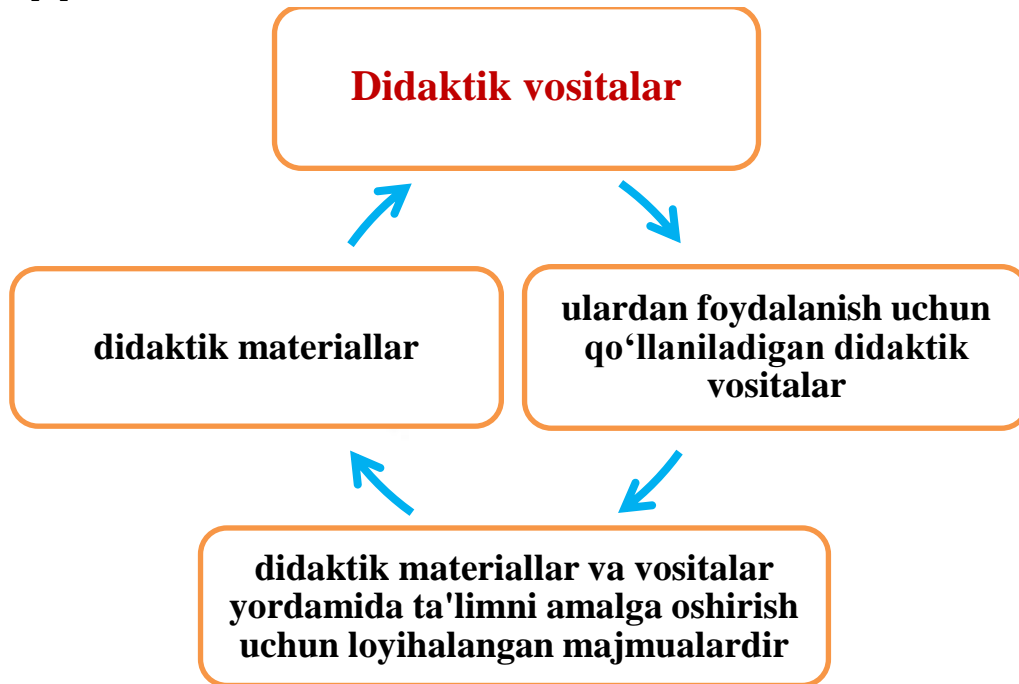 Didaktik vositalar
didaktik materiallar
ulardan foydalanish uchun
qo‘llaniladigan didaktik
vositalar
didaktik materiallar va vositalar
yordamida ta'limni amalga oshirish
uchun loyihalangan majmualardir